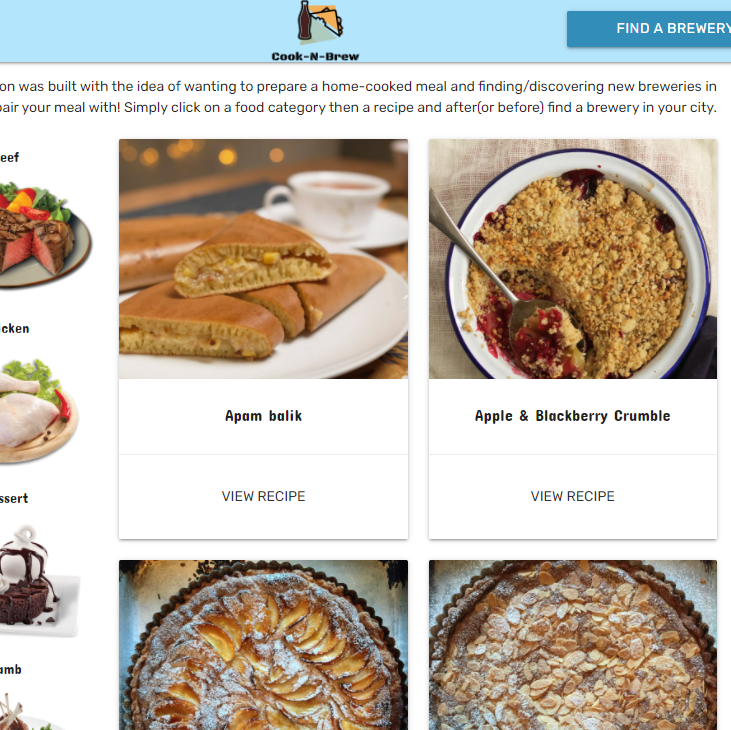 Cook-N-Brew
FIND A BREWERY
on was built with the idea of wanting to prepare a home-cooked meal and finding/discovering new breweries in
pair your meal with! Simply click on a food category then a recipe and after(or before) find a brewery in your city.
eef
cken
ssert
amb
Apam balik
VIEW RECIPE
Apple & Blackberry Crumble
VIEW RECIPE